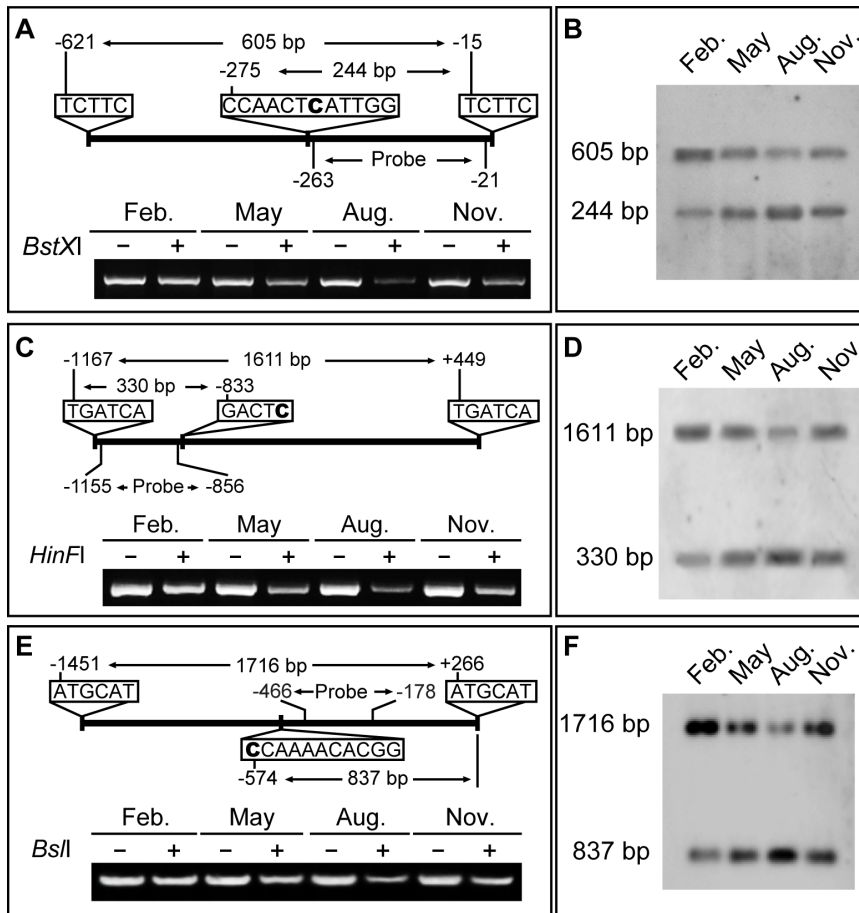 A
-621 605 bp -15
-275 244 bp
TCTTC CCAACTCATTGG TCTTC
Probe
-263 -21
Feb. May Aug. Nov.
BstXI − + − + − + − +
B
Feb. May Aug. Nov.
605 bp
244 bp
C
-1167 1611 bp +449
330 bp -833
TGATCA GACTC TGATCA
-1155 Probe -856
Feb. May Aug. Nov.
HinFI − + − + − + − +
D
Feb. May Aug. Nov.
1611 bp
330 bp
E
-1451 1716 bp +266
ATGCAT -466 Probe -178 ATGCAT
CCAAAACACGG
-574 837 bp
Feb. May Aug. Nov.
BslI − + − + − + − +
F
Feb. May Aug. Nov.
1716 bp
837 bp